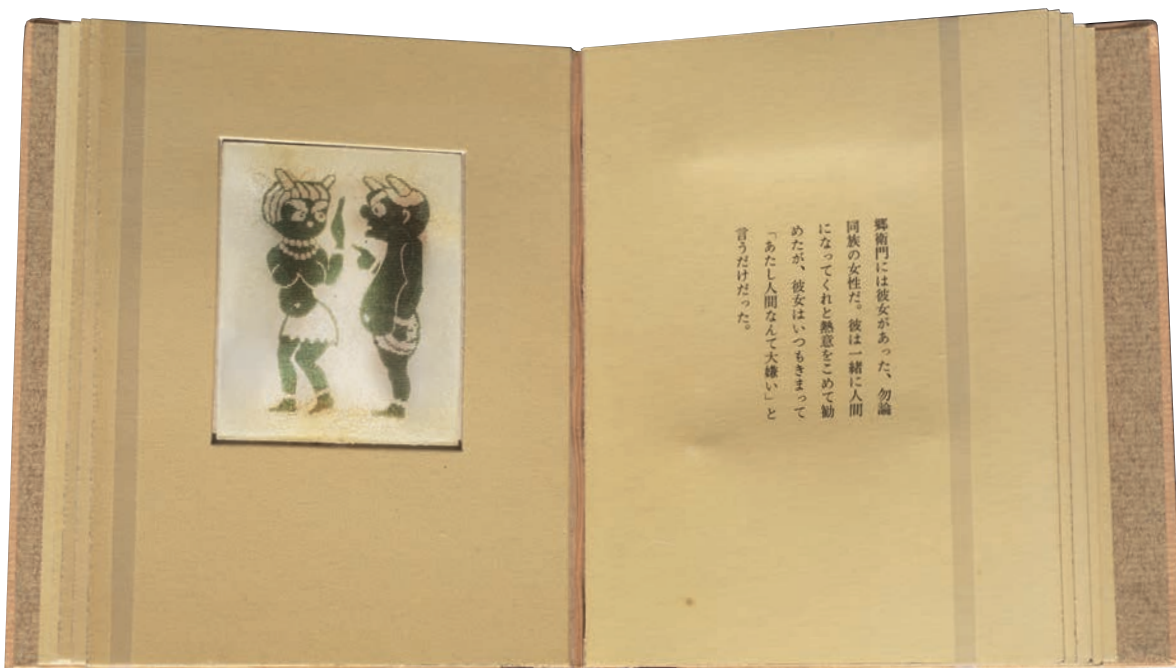 郷衛門には彼女があった、勿論
同族の女性だ。彼は一緒に人間
になってくれと熱意をこめて勧
めたが、彼女はいつもきまって
「あたし人間なんて大嫌い」と
言うだけだった。